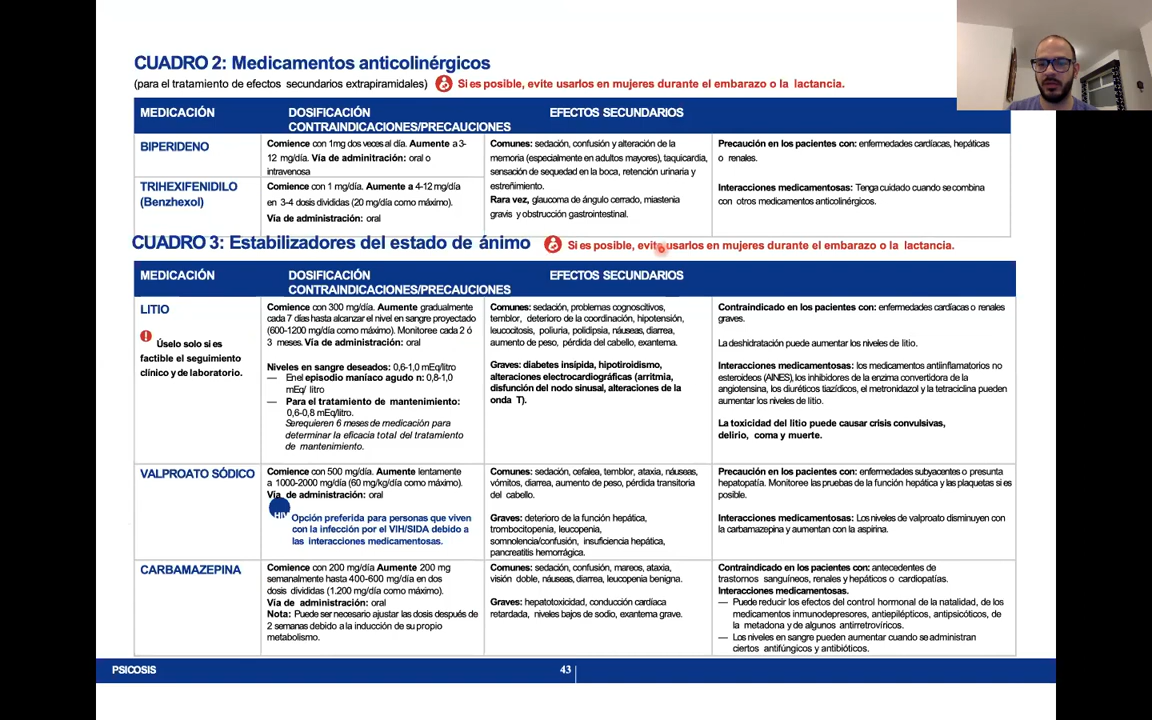 CUADRO 2: Medicamentos anticolinérgicos
(para el tratamiento de efectos secundarios extrapiramidales) Si es posible, evite usarlos en mujeres durante el embarazo o la lactancia.
MEDICACIÓN
DOSIFICACIÓN
EFECTOS SECUNDARIOS
CONTRAINDICACIONES/PRECAUCIONES
BIPERIDENO
Comience con 1mg dos veces al día. Aumente a 3-
12 mg/día. Vía de adminitración: oral o
intravenosa
Comunes: sedación, confusión y alteración de la
memoria (especialmente en adultos mayores), taquicardia,
sensación de sequedad en la boca, retención urinaria y
estreñimiento.
Rara vez, glaucoma de ángulo cerrado, miastenia
gravis y obstrucción gastrointestinal.
Precaución en los pacientes con: enfermedades cardíacas, hepáticas
o renales.
Interacciones medicamentosas: Tenga cuidado cuando se combina
con otros medicamentos anticolinérgicos.
TRIHEXIFENIDILO
(Benzhexol)
Comience con 1 mg/día. Aumente a 4-12 mg/día
en 3-4 dosis divididas (20 mg/día como máximo).
Vía de administración: oral
CUADRO 3: Estabilizadores del estado de ánimo Si es posible, evite usarlos en mujeres durante el embarazo o la lactancia.
MEDICACIÓN
DOSIFICACIÓN
EFECTOS SECUNDARIOS
CONTRAINDICACIONES/PRECAUCIONES
LITIO
Úselo solo si es
factible el seguimiento
clínico y de laboratorio.
Comience con 300 mg/día. Aumente gradualmente
cada 7 días hasta alcanzar el nivel en sangre proyectado
(600-1200 mg/día como máximo). Monitoree cada 2 ó
3 meses. Vía de administración: oral
Niveles en sangre deseados: 0,6-1,0 mEq/litro
— En el episodio maníaco agudo n: 0,8-1,0
mEq/ litro
— Para el tratamiento de mantenimiento:
0,6-0,8 mEq/litro.
Se requieren 6 meses de medicación para
determinar la eficacia total del tratamiento
de mantenimiento.
Comunes: sedación, problemas cognoscitivos,
temblor, deterioro de la coordinación, hipotensión,
leucocitosis, poliuria, polidipsia, náuseas, diarrea,
aumento de peso, pérdida del cabello, exantema.
Graves: diabetes insípida, hipotiroidismo,
alteraciones electrocardiográficas (arritmia,
disfunción del nodo sinusal, alteraciones de la
onda T).
Contraindicado en los pacientes con: enfermedades cardíacas o renales
graves.
La deshidratación puede aumentar los niveles de litio.
Interacciones medicamentosas: los medicamentos antiinflamatorios no
esteroideos (AINES), los inhibidores de la enzima convertidora de la
angiotensina, los diuréticos tiazídicos, el metronidazol y la tetraciclina pueden
aumentar los niveles de litio.
La toxicidad del litio puede causar crisis convulsivas,
delirio, coma y muerte.
VALPROATO SÓDICO
Comience con 500 mg/día. Aumente lentamente
a 1000-2000 mg/día (60 mg/kg/día como máximo).
Vía de administración: oral
HIV
Opción preferida para personas que viven
con la infección por el VIH/SIDA debido a
las interacciones medicamentosas.
Comunes: sedación, cefalea, temblor, ataxia, náuseas,
vómitos, diarrea, aumento de peso, pérdida transitoria
del cabello.
Graves: deterioro de la función hepática,
trombocitopenia, leucopenia,
somnolencia/confusión, insuficiencia hepática,
pancreatitis hemorrágica.
Precaución en los pacientes con: enfermedades subyacentes o presunta
hepatopatía. Monitoree las pruebas de la función hepática y las plaquetas si es
posible.
Interacciones medicamentosas: Los niveles de valproato disminuyen con
la carbamazepina y aumentan con la aspirina.
CARBAMAZEPINA
Comience con 200 mg/día Aumente 200 mg
semanalmente hasta 400-600 mg/día en dos
dosis divididas (1.200 mg/día como máximo).
Vía de administración: oral
Nota: Puede ser necesario ajustar las dosis después de
2 semanas debido a la inducción de su propio
metabolismo.
Comunes: sedación, confusión, mareos, ataxia,
visión doble, náuseas, diarrea, leucopenia benigna.
Graves: hepatotoxicidad, conducción cardíaca
retardada, niveles bajos de sodio, exantema grave.
Contraindicado en los pacientes con: antecedentes de
trastornos sanguíneos, renales y hepáticos o cardiopatías.
Interacciones medicamentosas.
— Puede reducir los efectos del control hormonal de la natalidad, de los
medicamentos inmunodepresores, antiepilépticos, antipsicóticos, de
la metadona y de algunos antirretrovíricos.
— Los niveles en sangre pueden aumentar cuando se administran
ciertos antifúngicos y antibióticos.
PSICOSIS
43